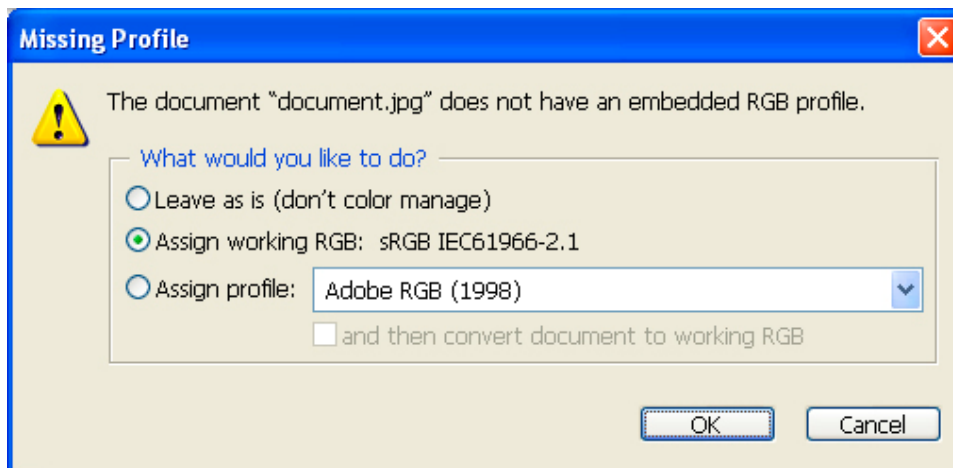 Missing Profile
The document “document.jpg” does not have an embedded RGB profile.
What would you like to do?
Leave as is (don’t color manage)
Assign working RGB: sRGB IEC61966-2.1
Assign profile: Adobe RGB (1998)
and then convert document to working RGB
OK Cancel